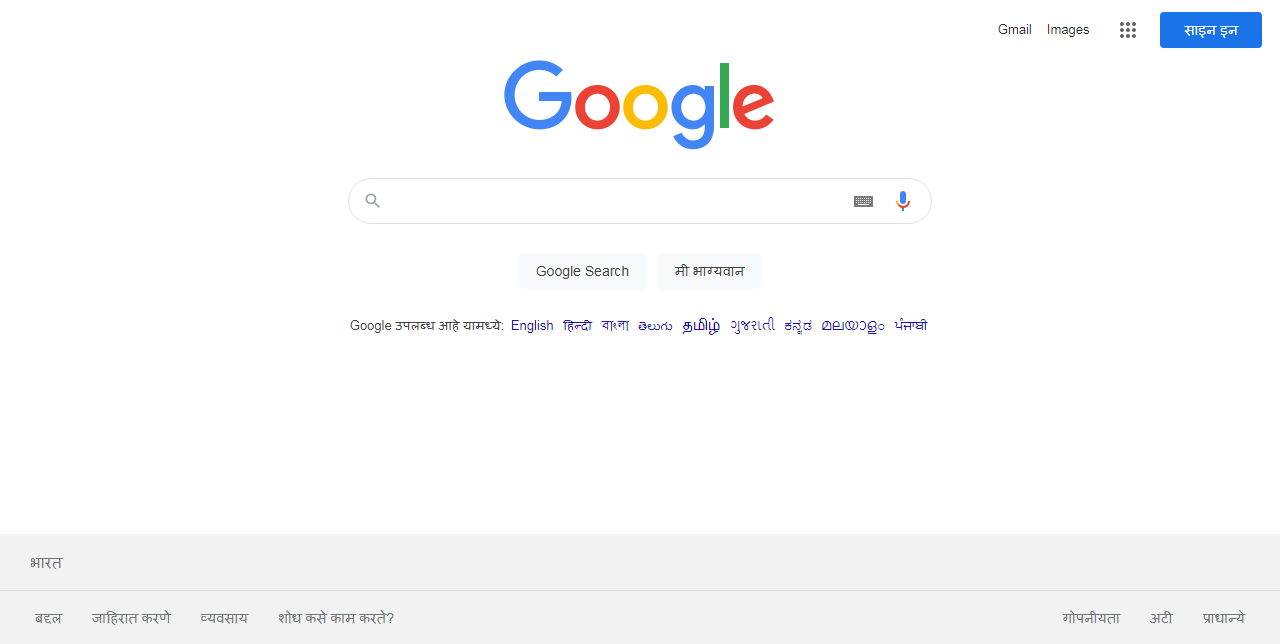 Gmail Images साइन इन
Google
Google Search मी भाग्यवान
Google उपलब्ध आहे यामध्ये: English हिन्दी বাংলা తెలుగు தமிழ் ગુજરાતી ಕನ್ನಡ മലയാളം ਪੰਜਾਬੀ
भारत
बद्दल जाहिरात करणे व्यवसाय शोध कसे काम करते? गोपनीयता अटी प्राधान्ये